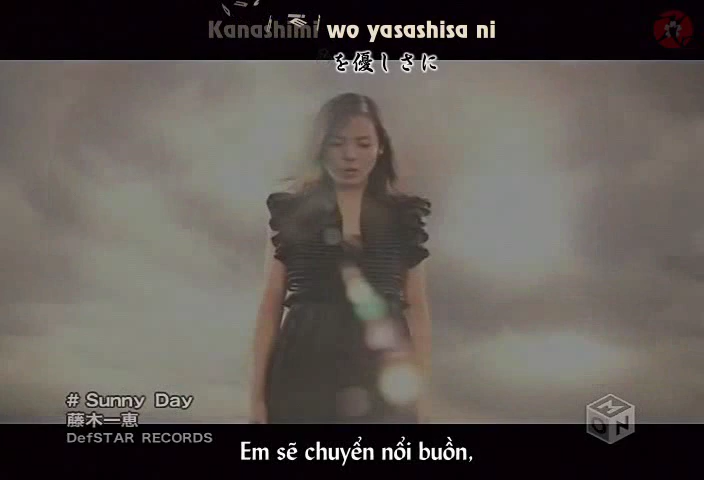 Kanashimi wo yasashisa ni
を優しさに
# Sunny Day
藤木一恵
DefSTAR RECORDS
M ON
Em sẽ chuyển nổi buồn,